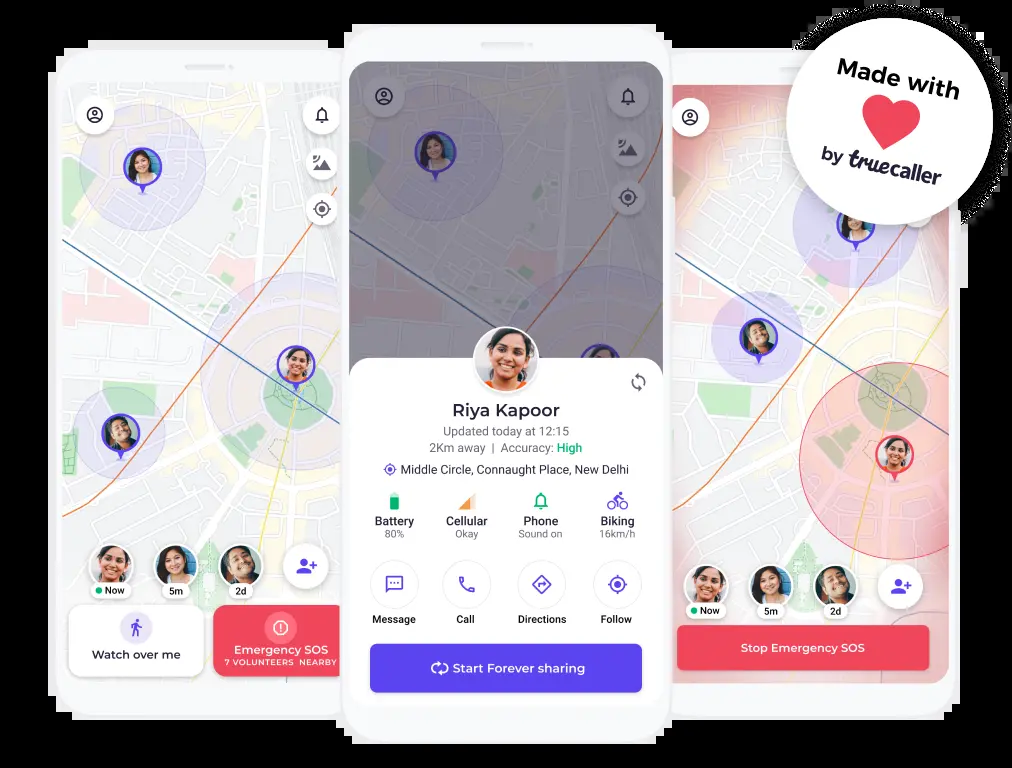 Now
5m
2d
Watch over me
Emergency SOS
7 VOLUNTEERS NEARBY
Riya Kapoor
Updated today at 12:15
2Km away | Accuracy: High
Middle Circle, Connaught Place, New Delhi
Battery
80%
Cellular
Okay
Phone
Sound on
Biking
16km/h
Message
Call
Directions
Follow
Start Forever sharing
Made with
by truecaller
Now
5m
2d
Stop Emergency SOS